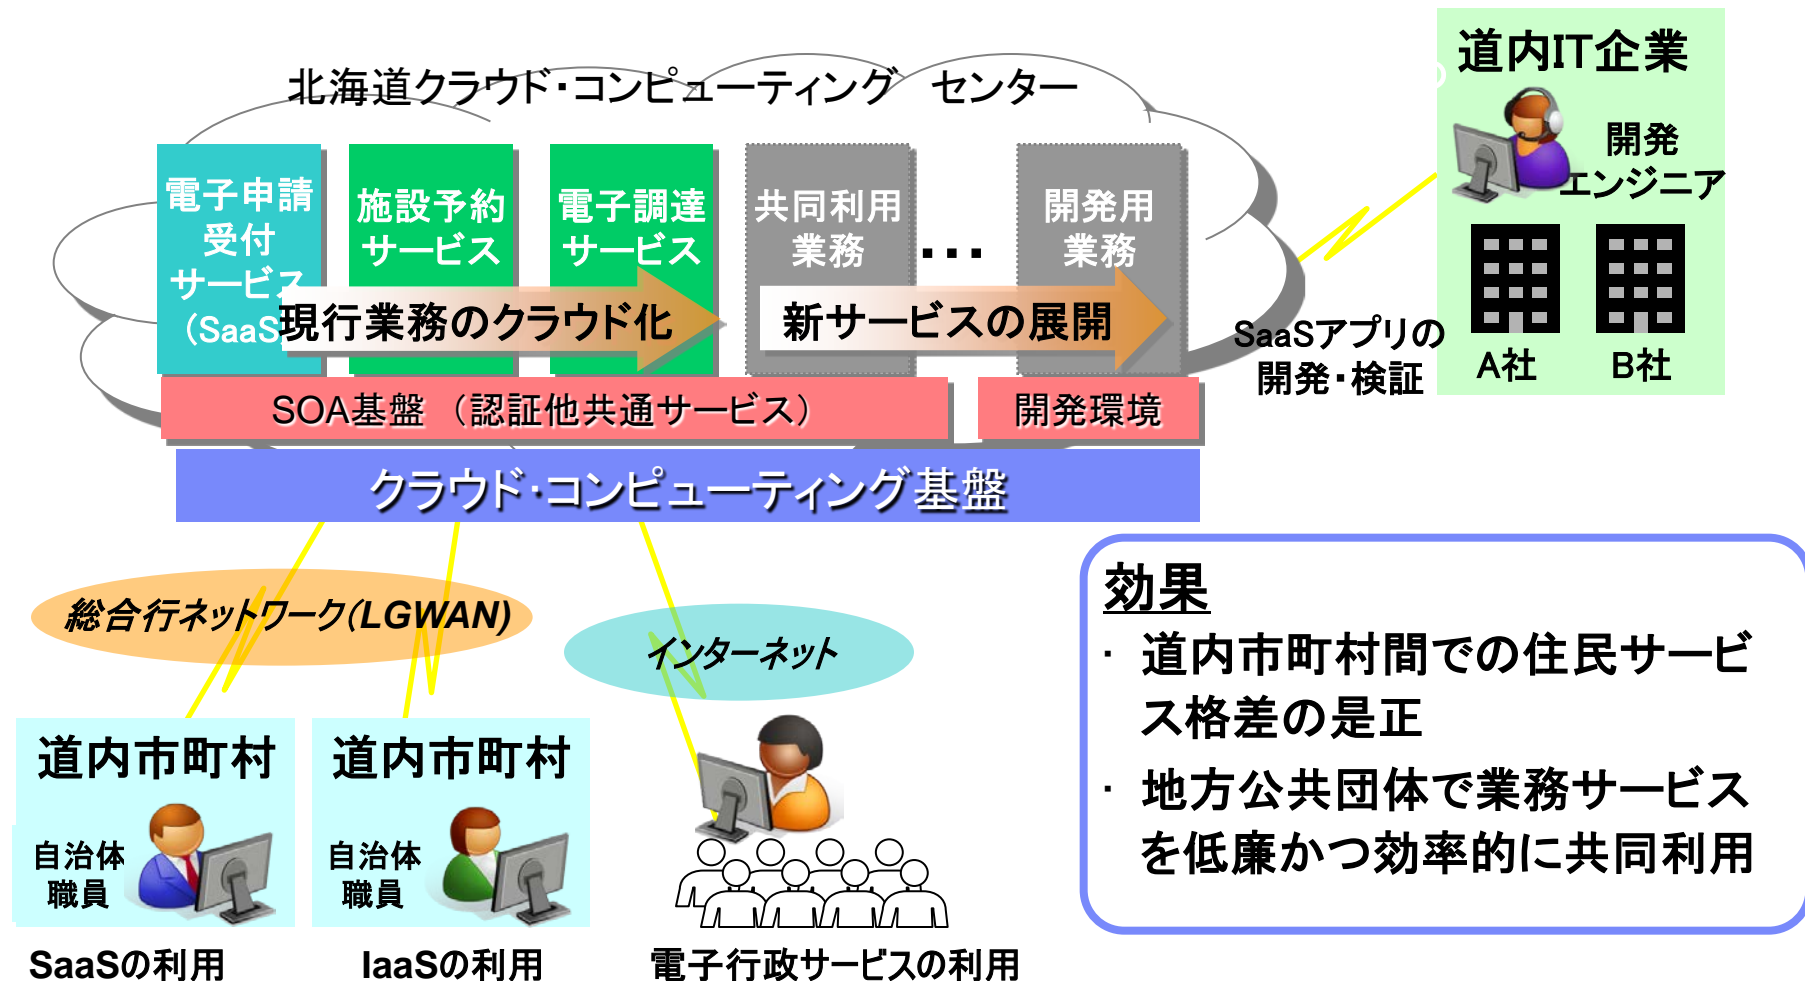 北海道クラウド・コンピューティング　センター
電子申請
受付
サービス
（SaaS
施設予約
サービス
電子調達
サービス
共同利用
業務
･･･
開発用
業務
現行業務のクラウド化
新サービスの展開
SOA基盤 （認証他共通サービス）
開発環境
クラウド・コンピューティング基盤
道内IT企業
開発
エンジニア
A社
B社
SaaSアプリの
開発・検証
総合行ネットワーク(LGWAN)
インターネット
道内市町村
自治体
職員
SaaSの利用
道内市町村
自治体
職員
IaaSの利用
電子行政サービスの利用
効果
・ 道内市町村間での住民サービ
ス格差の是正
・ 地方公共団体で業務サービス
を低廉かつ効率的に共同利用